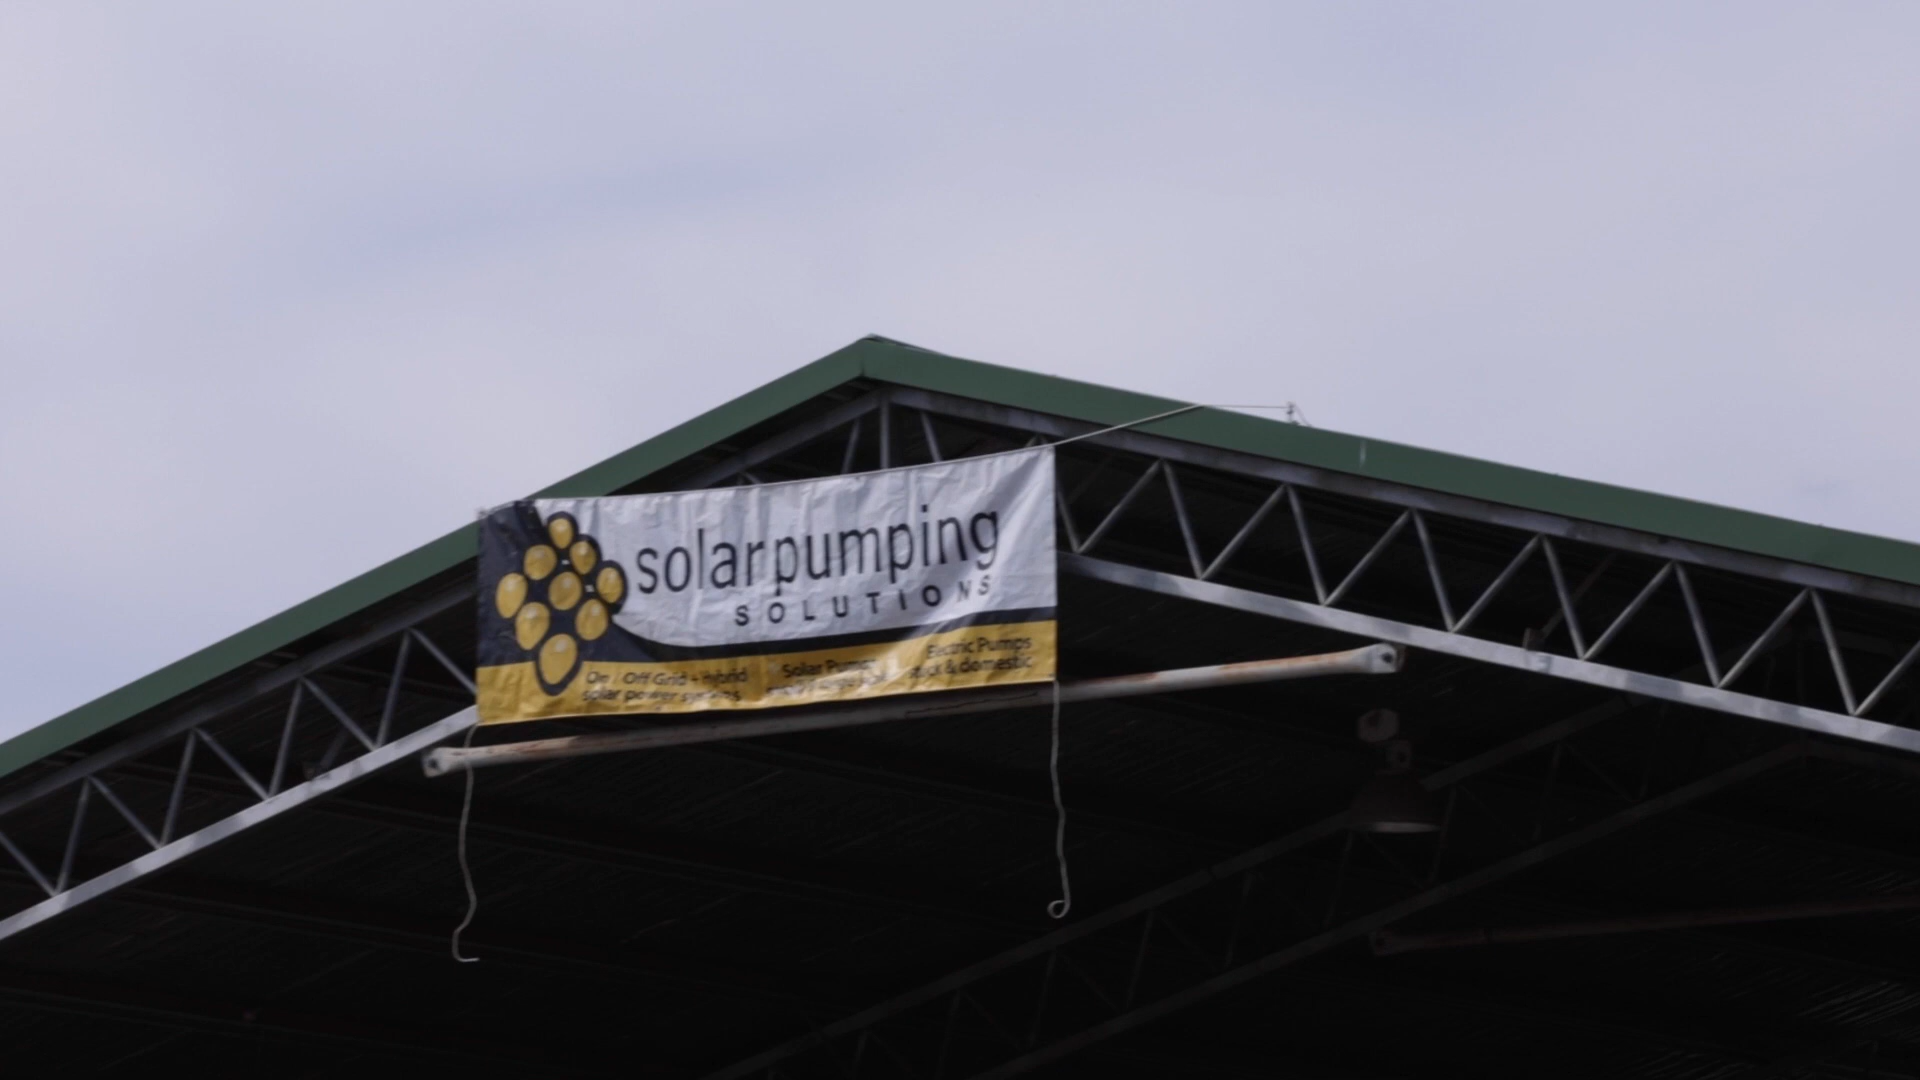 solarpumping
SOLUTIONS
On / Off Grid + Hybrid
solar power systems
Solar Pumps
Electric Pumps
stock & domestic